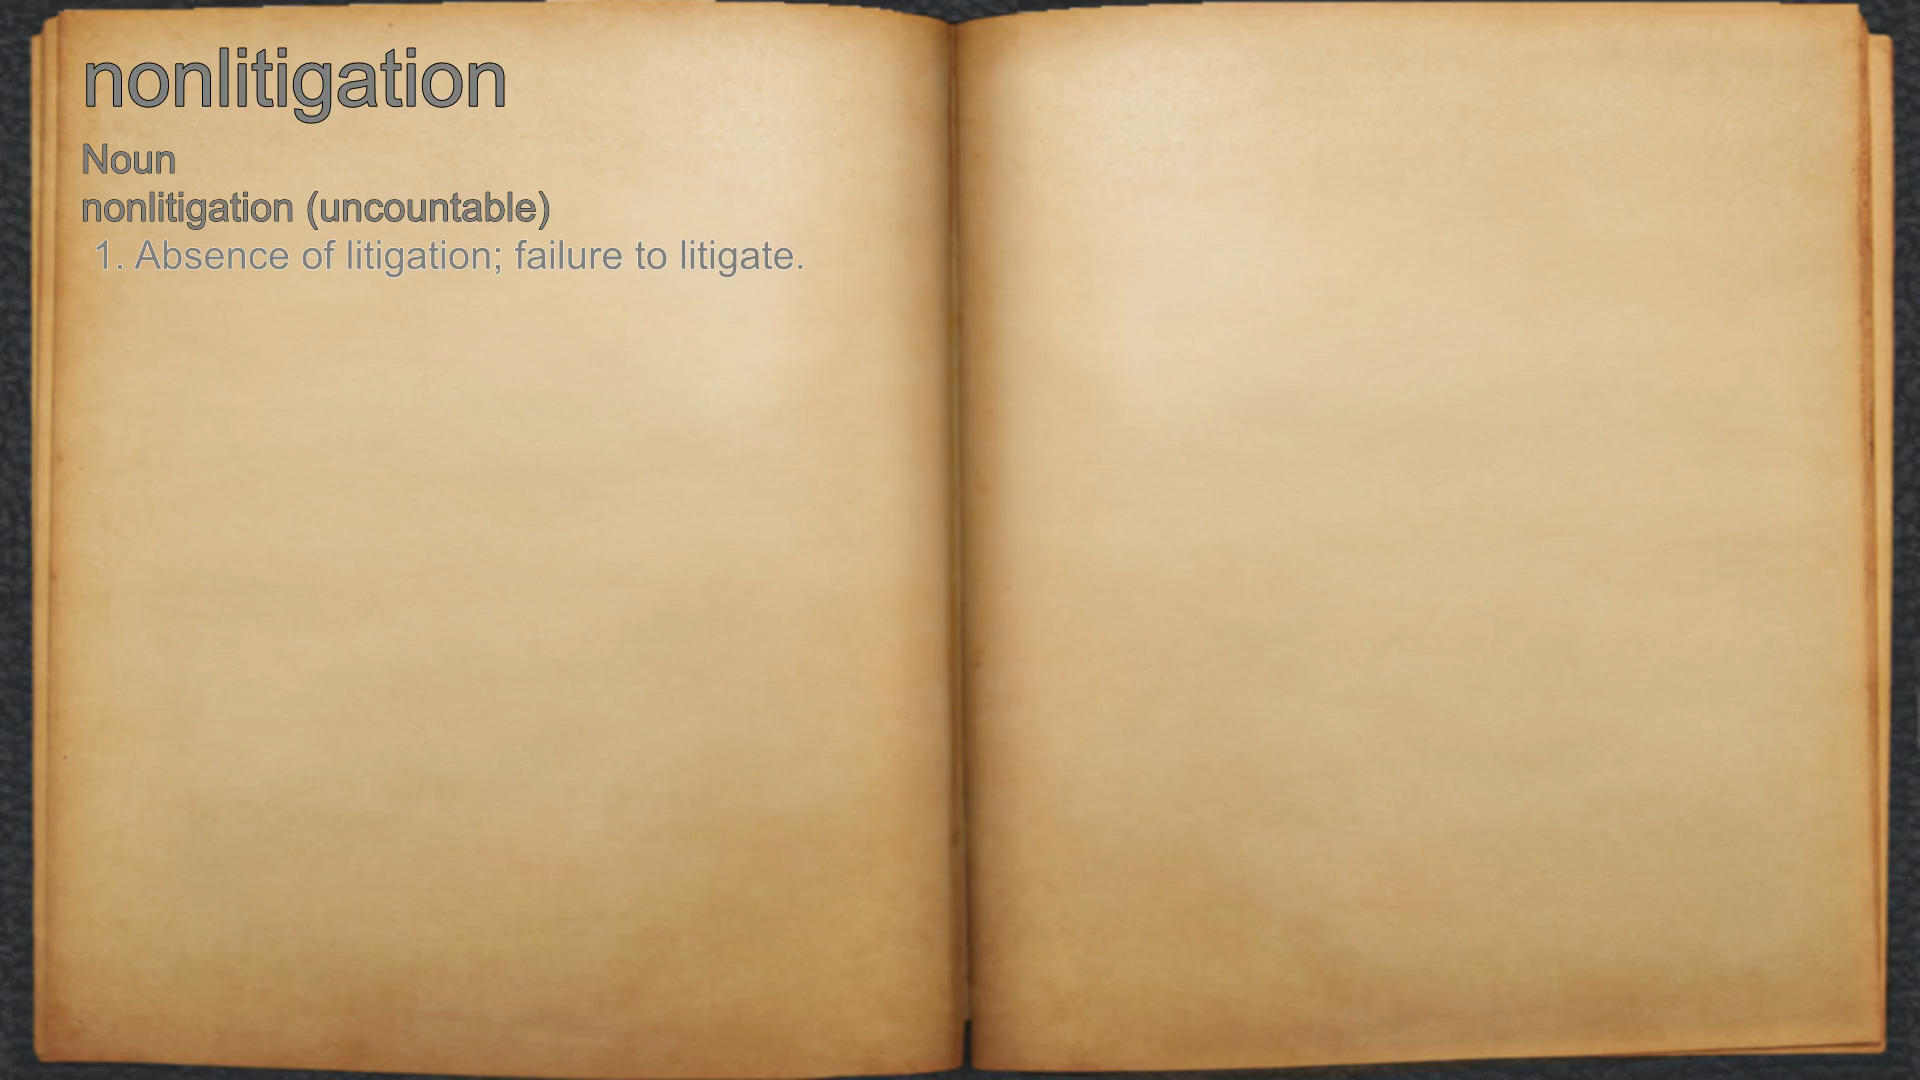 nonlitigation
Noun
nonlitigation (uncountable)
1. Absence of litigation; failure to litigate.